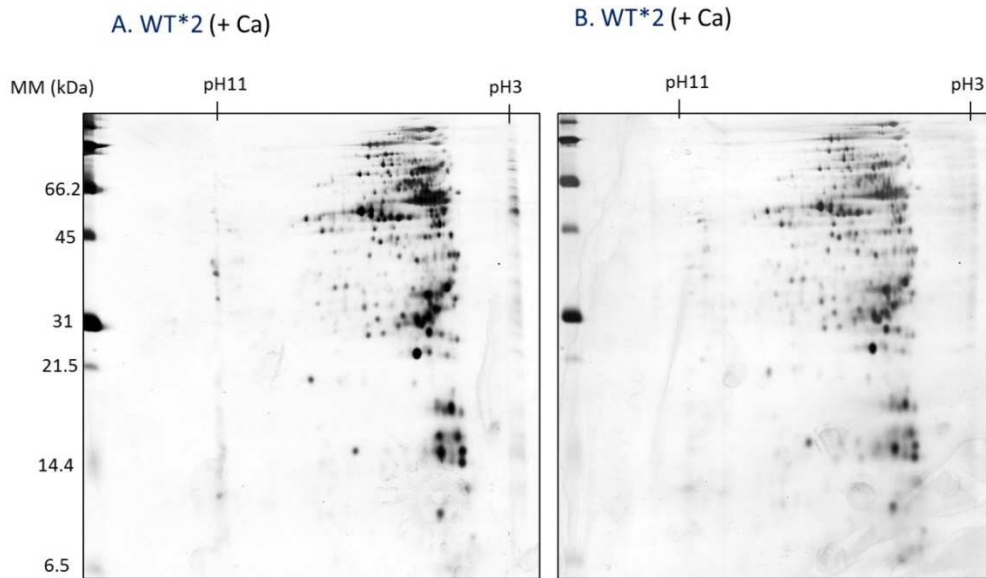 A. WT*2 (+ Ca)
B. WT*2 (+ Ca)
MM (kDa)
pH11
pH3
pH11
pH3
66.2
45
31
21.5
14.4
6.5